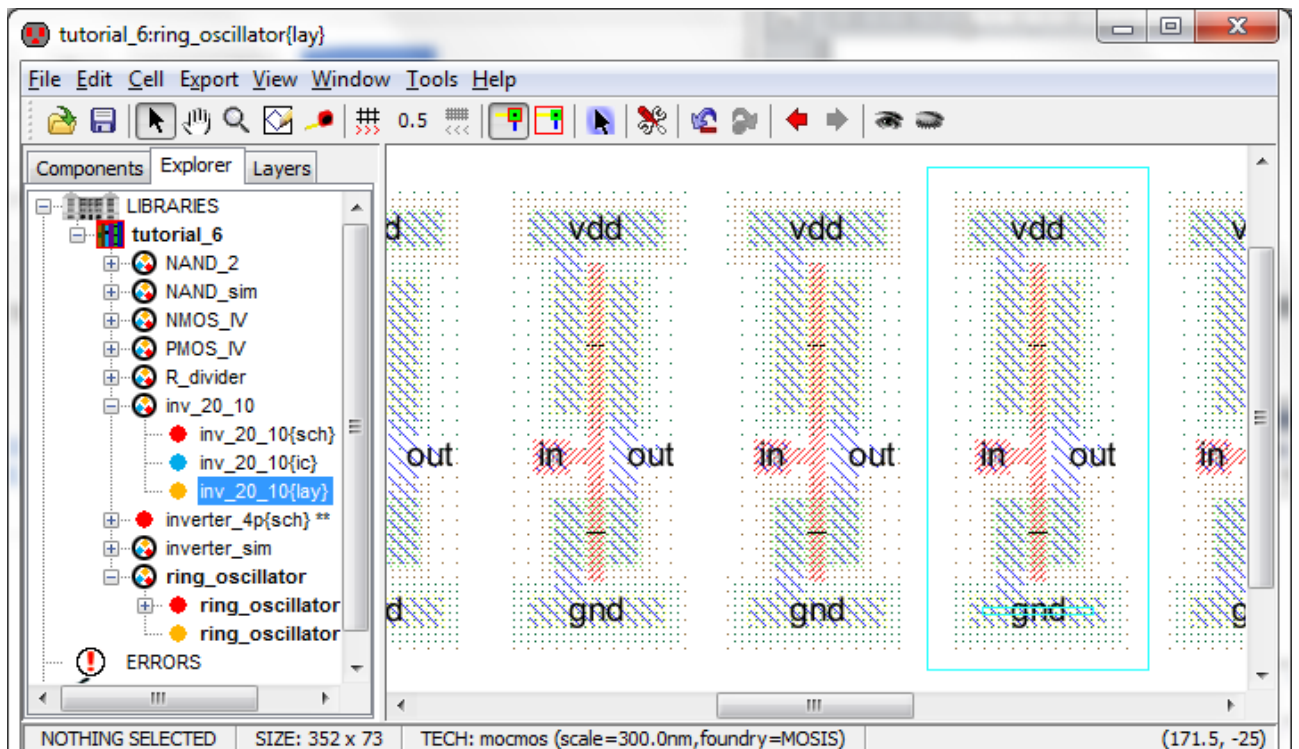 tutorial_6:ring_oscillator{lay}
File Edit Cell Export View Window Tools Help
0.5
Components Explorer Layers
LIBRARIES
tutorial_6
NAND_2
NAND_sim
NMOS_IV
PMOS_IV
R_divider
inv_20_10
inv_20_10{sch}
inv_20_10{ic}
inv_20_10{lay}
inverter_4p{sch} **
inverter_sim
ring_oscillator
ring_oscillator
ring_oscillator
ERRORS
d vdd vdd vdd v
out in out in out in out in
d gnd gnd gnd g
NOTHING SELECTED SIZE: 352 x 73 TECH: mocmos (scale=300.0nm,foundry=MOSIS) (171.5, -25)